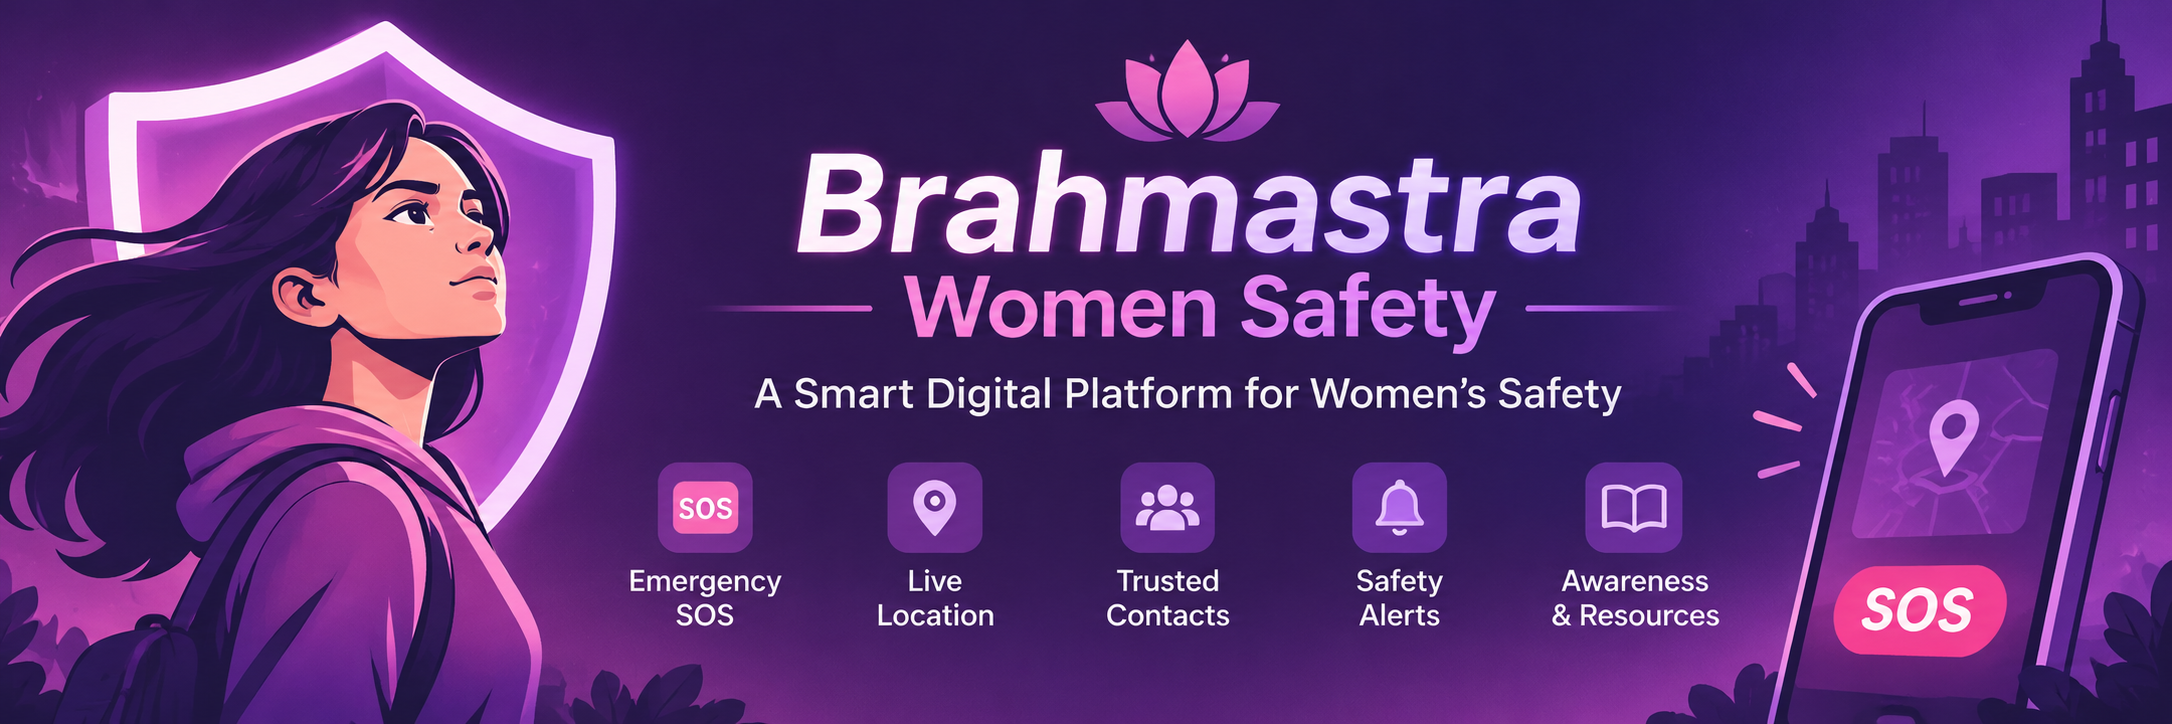 Brahmastra
Women Safety
A Smart Digital Platform for Women’s Safety
SOS
Emergency
SOS
Live
Location
Trusted
Contacts
Safety
Alerts
Awareness
& Resources
SOS